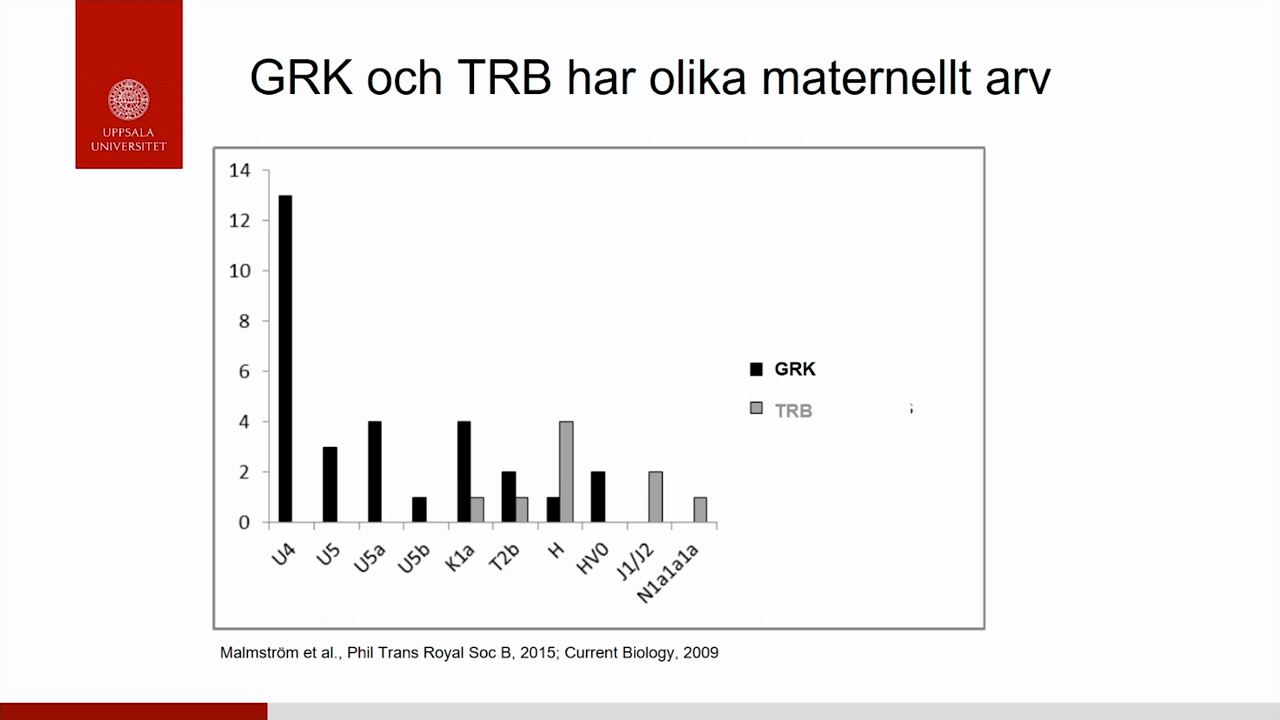 GRK och TRB har olika maternellt arv
UPPSALA
UNIVERSITET
14
12
10
8
6
4
2
0
U4
U5
U5a
U5b
K1a
T2b
H
HV0
J1/J2
N1a1a1a
GRK
TRB
Malmström et al., Phil Trans Royal Soc B, 2015; Current Biology, 2009